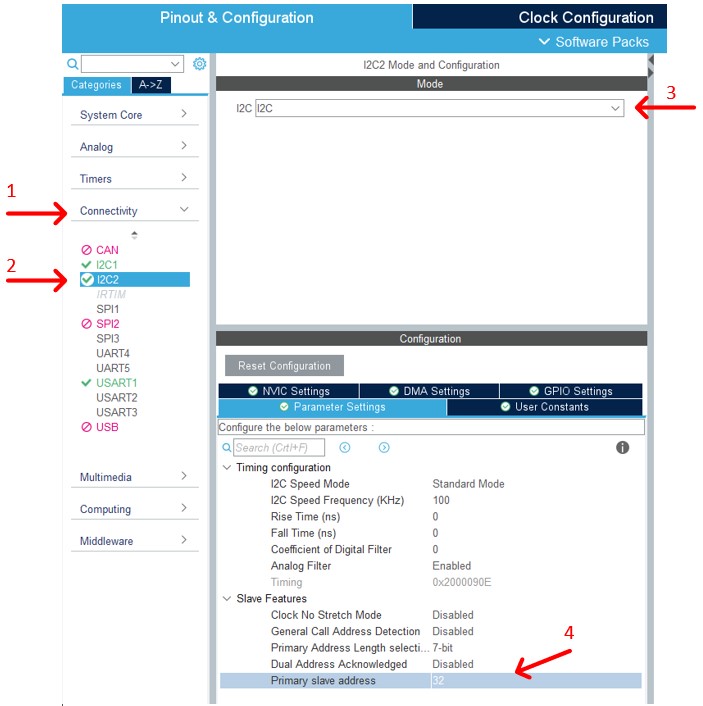 Pinout & Configuration
Clock Configuration
Software Packs
Categories A->Z
System Core
Analog
Timers
1
Connectivity
2
CAN
I2C1
I2C2
IRTIM
SPI1
SPI2
SPI3
UART4
UART5
USART1
USART2
USART3
USB
Multimedia
Computing
Middleware
I2C2 Mode and Configuration
Mode
I2C I2C
3
Configuration
Reset Configuration
NVIC Settings DMA Settings GPIO Settings
Parameter Settings User Constants
Configure the below parameters :
Search (Crtl+F)
Timing configuration
I2C Speed Mode Standard Mode
I2C Speed Frequency (KHz) 100
Rise Time (ns) 0
Fall Time (ns) 0
Coefficient of Digital Filter 0
Analog Filter Enabled
Timing 0x2000090E
Slave Features
Clock No Stretch Mode Disabled
General Call Address Detection Disabled
Primary Address Length selecti... 7-bit
Dual Address Acknowledged Disabled
Primary slave address 32
4